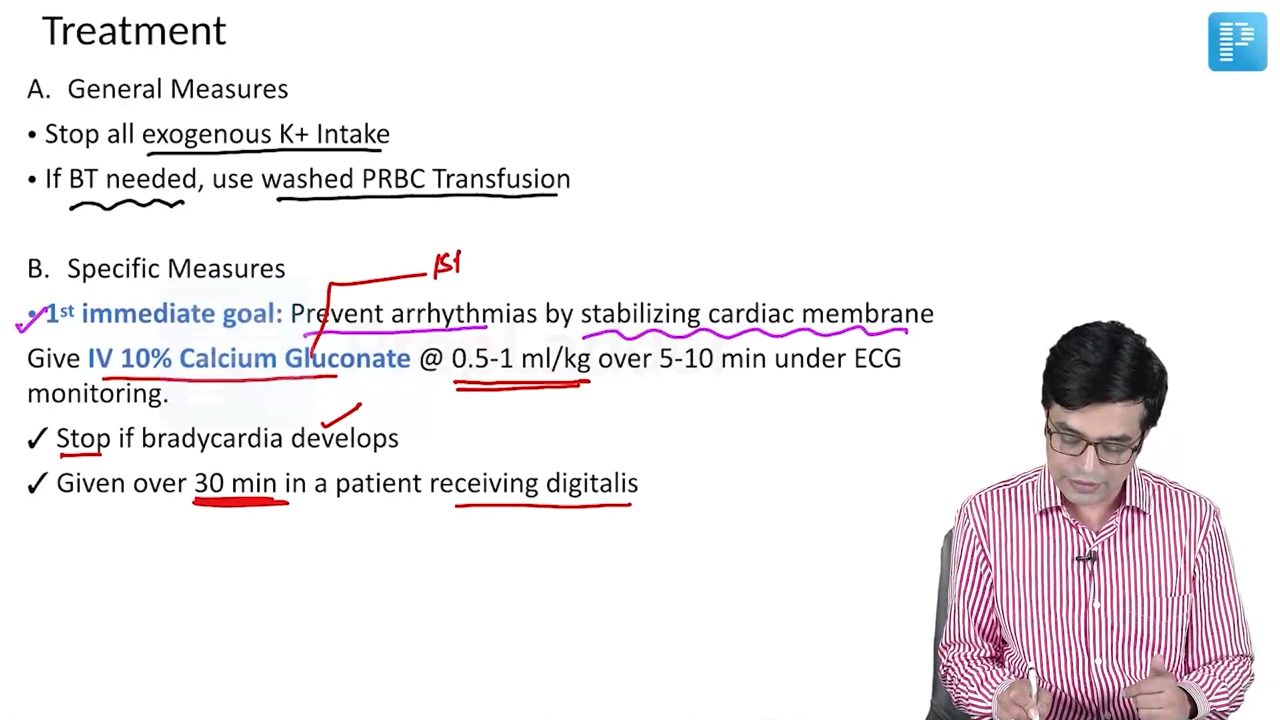 Treatment
A. General Measures
• Stop all exogenous K+ Intake
• If BT needed, use washed PRBC Transfusion
B. Specific Measures
1st
• 1st immediate goal: Prevent arrhythmias by stabilizing cardiac membrane
Give IV 10% Calcium Gluconate @ 0.5-1 ml/kg over 5-10 min under ECG
monitoring.
✓ Stop if bradycardia develops
✓ Given over 30 min in a patient receiving digitalis